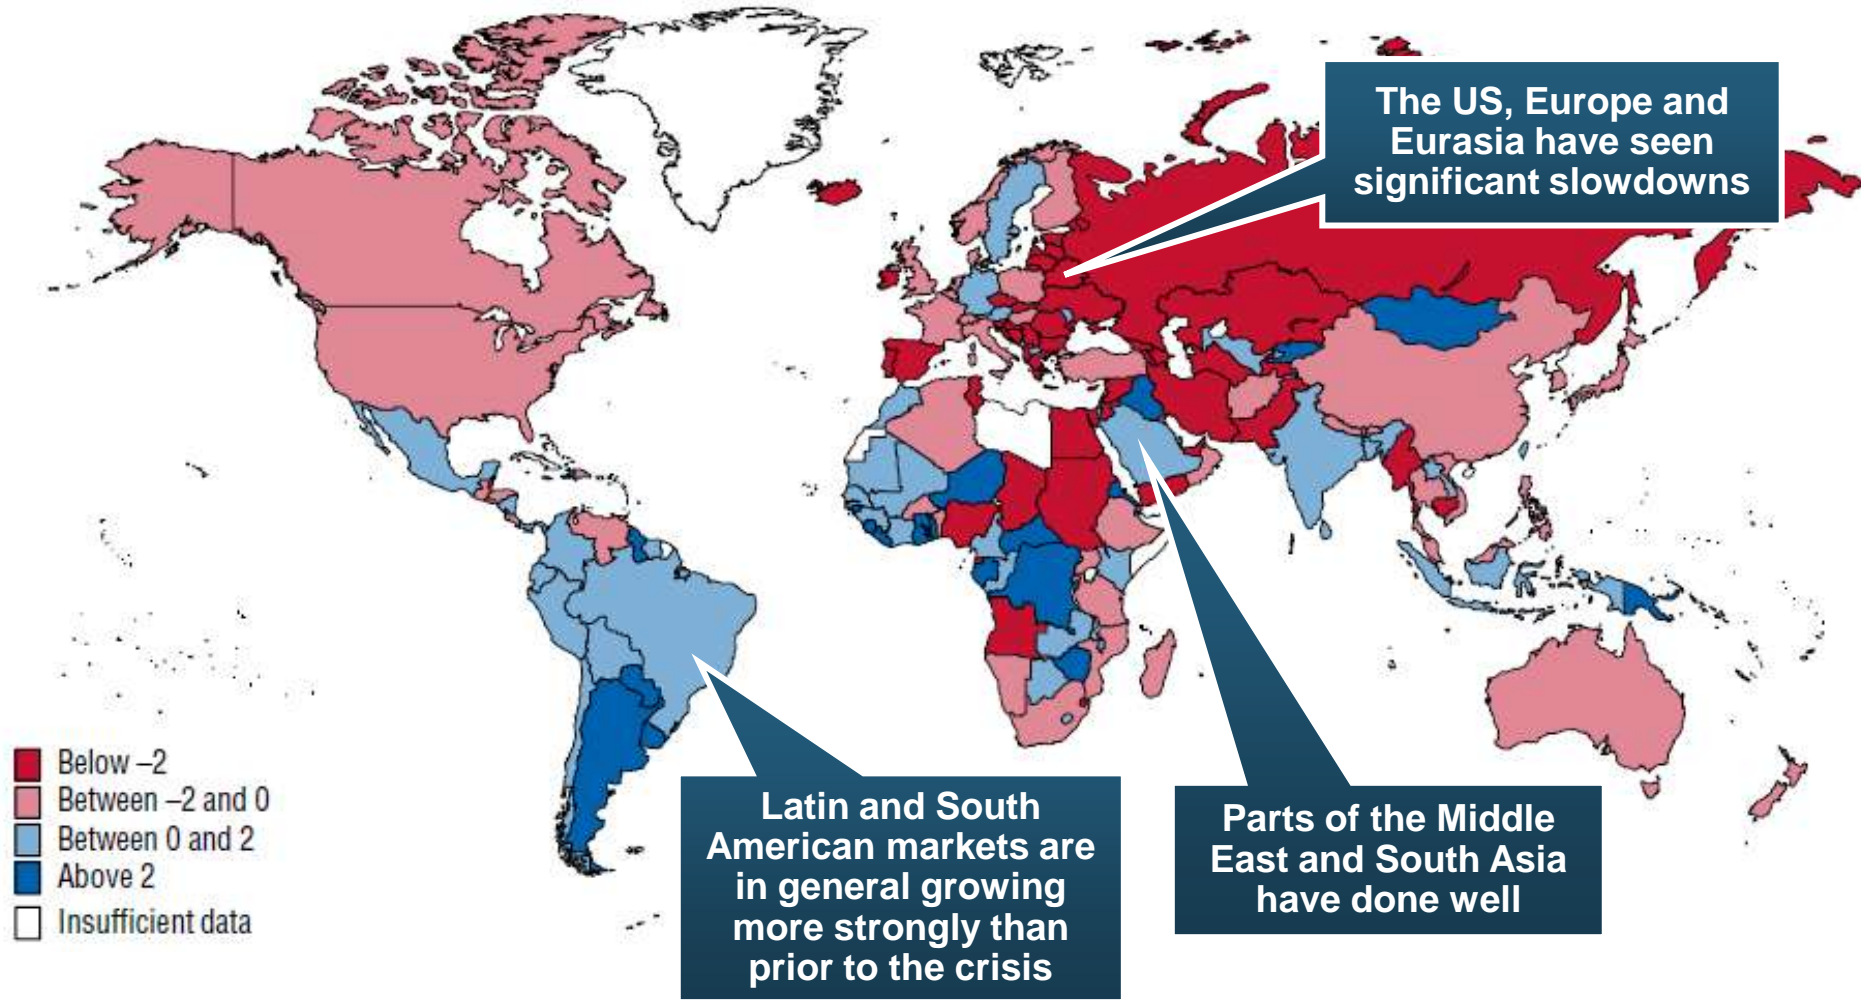 The US, Europe and
Eurasia have seen
significant slowdowns
Below –2
Between –2 and 0
Between 0 and 2
Above 2
Insufficient data
Latin and South
American markets are
in general growing
more strongly than
prior to the crisis
Parts of the Middle
East and South Asia
have done well